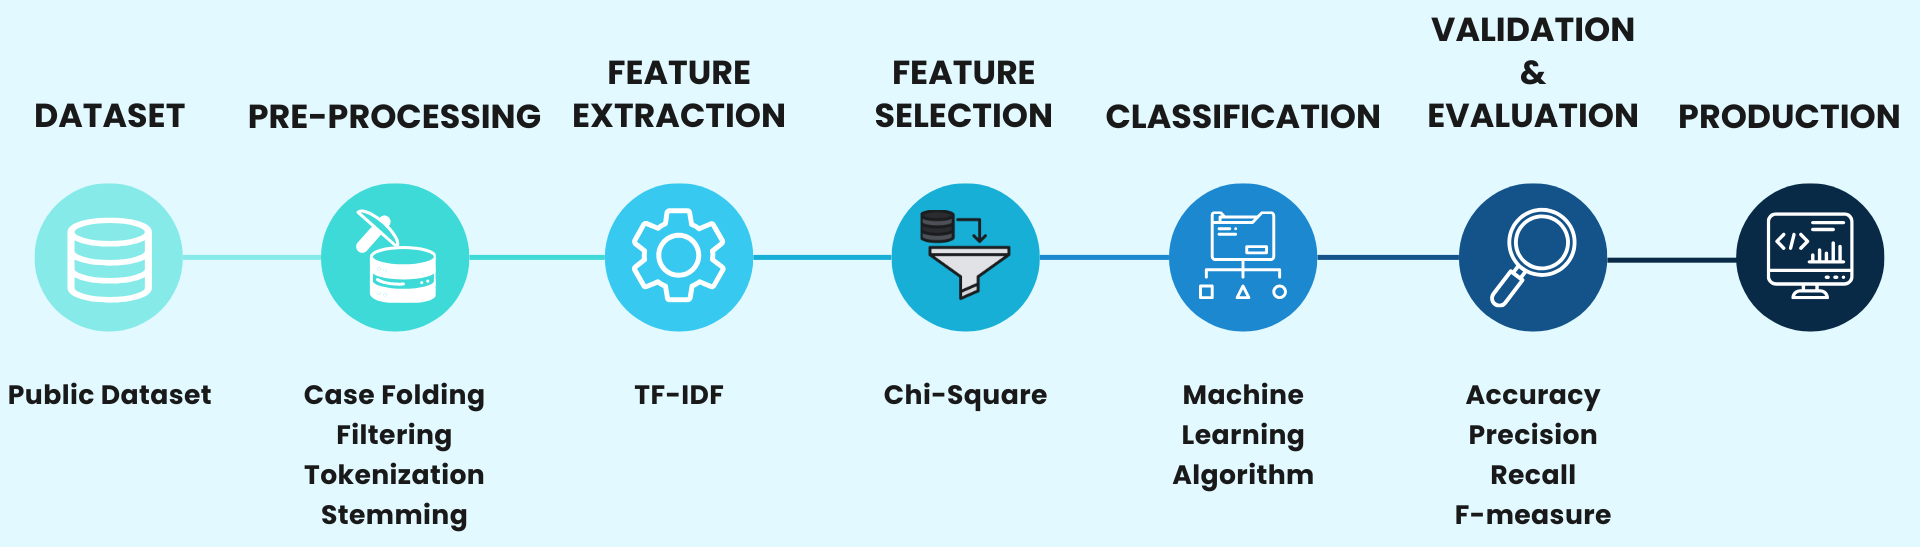 DATASET
Public Dataset
PRE-PROCESSING
Case Folding
Filtering
Tokenization
Stemming
FEATURE
EXTRACTION
TF-IDF
FEATURE
SELECTION
Chi-Square
CLASSIFICATION
Machine
Learning
Algorithm
VALIDATION
&
EVALUATION
Accuracy
Precision
Recall
F-measure
PRODUCTION